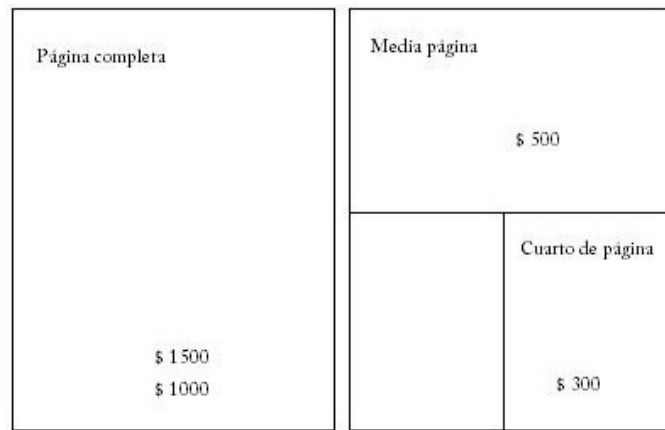 Página completa
$ 1500
$ 1000
Media página
$ 500
Cuarto de página
$ 300